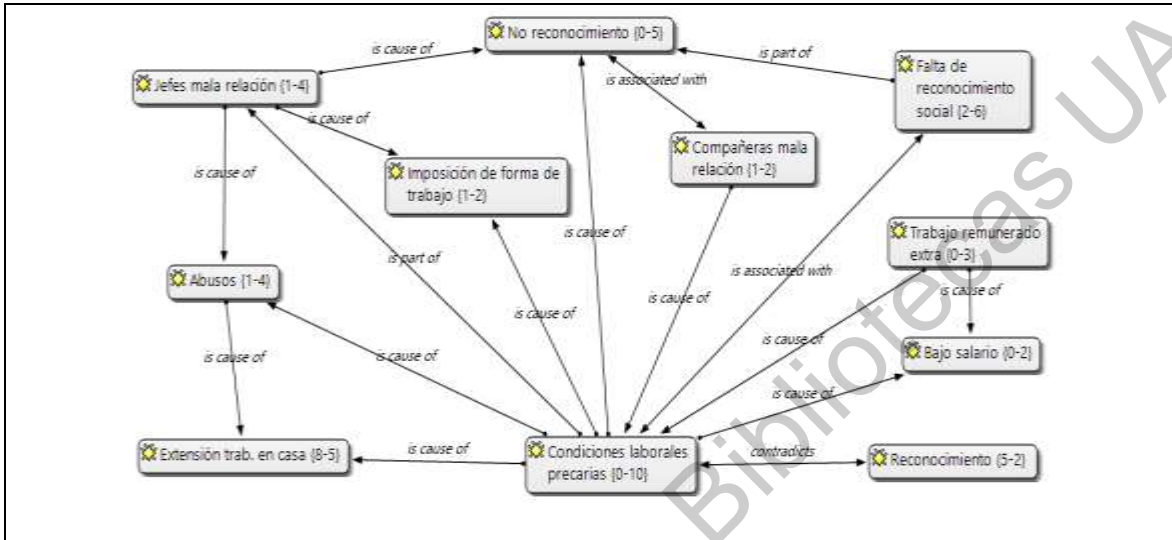 No reconocimiento {0-5}
is cause of
is part of
Jefes mala relación {1-4}
is associated with
Falta de
reconocimiento
social {2-6}
is cause of
Compañeras mala
relación {1-2}
is cause of
Imposición de forma de
trabajo {1-2}
is cause of
Trabajo remunerado
extra {0-3}
is part of
is associated with
Abusos {1-4}
is cause of
is cause of
is cause of
is cause of
is cause of
is cause of
Bajo salario {0-2}
is cause of
Extensión trab. en casa {8-5}
is cause of
Condiciones laborales
precarias {0-10}
contradicts
Reconocimiento {5-2}
Bibliotecas UA